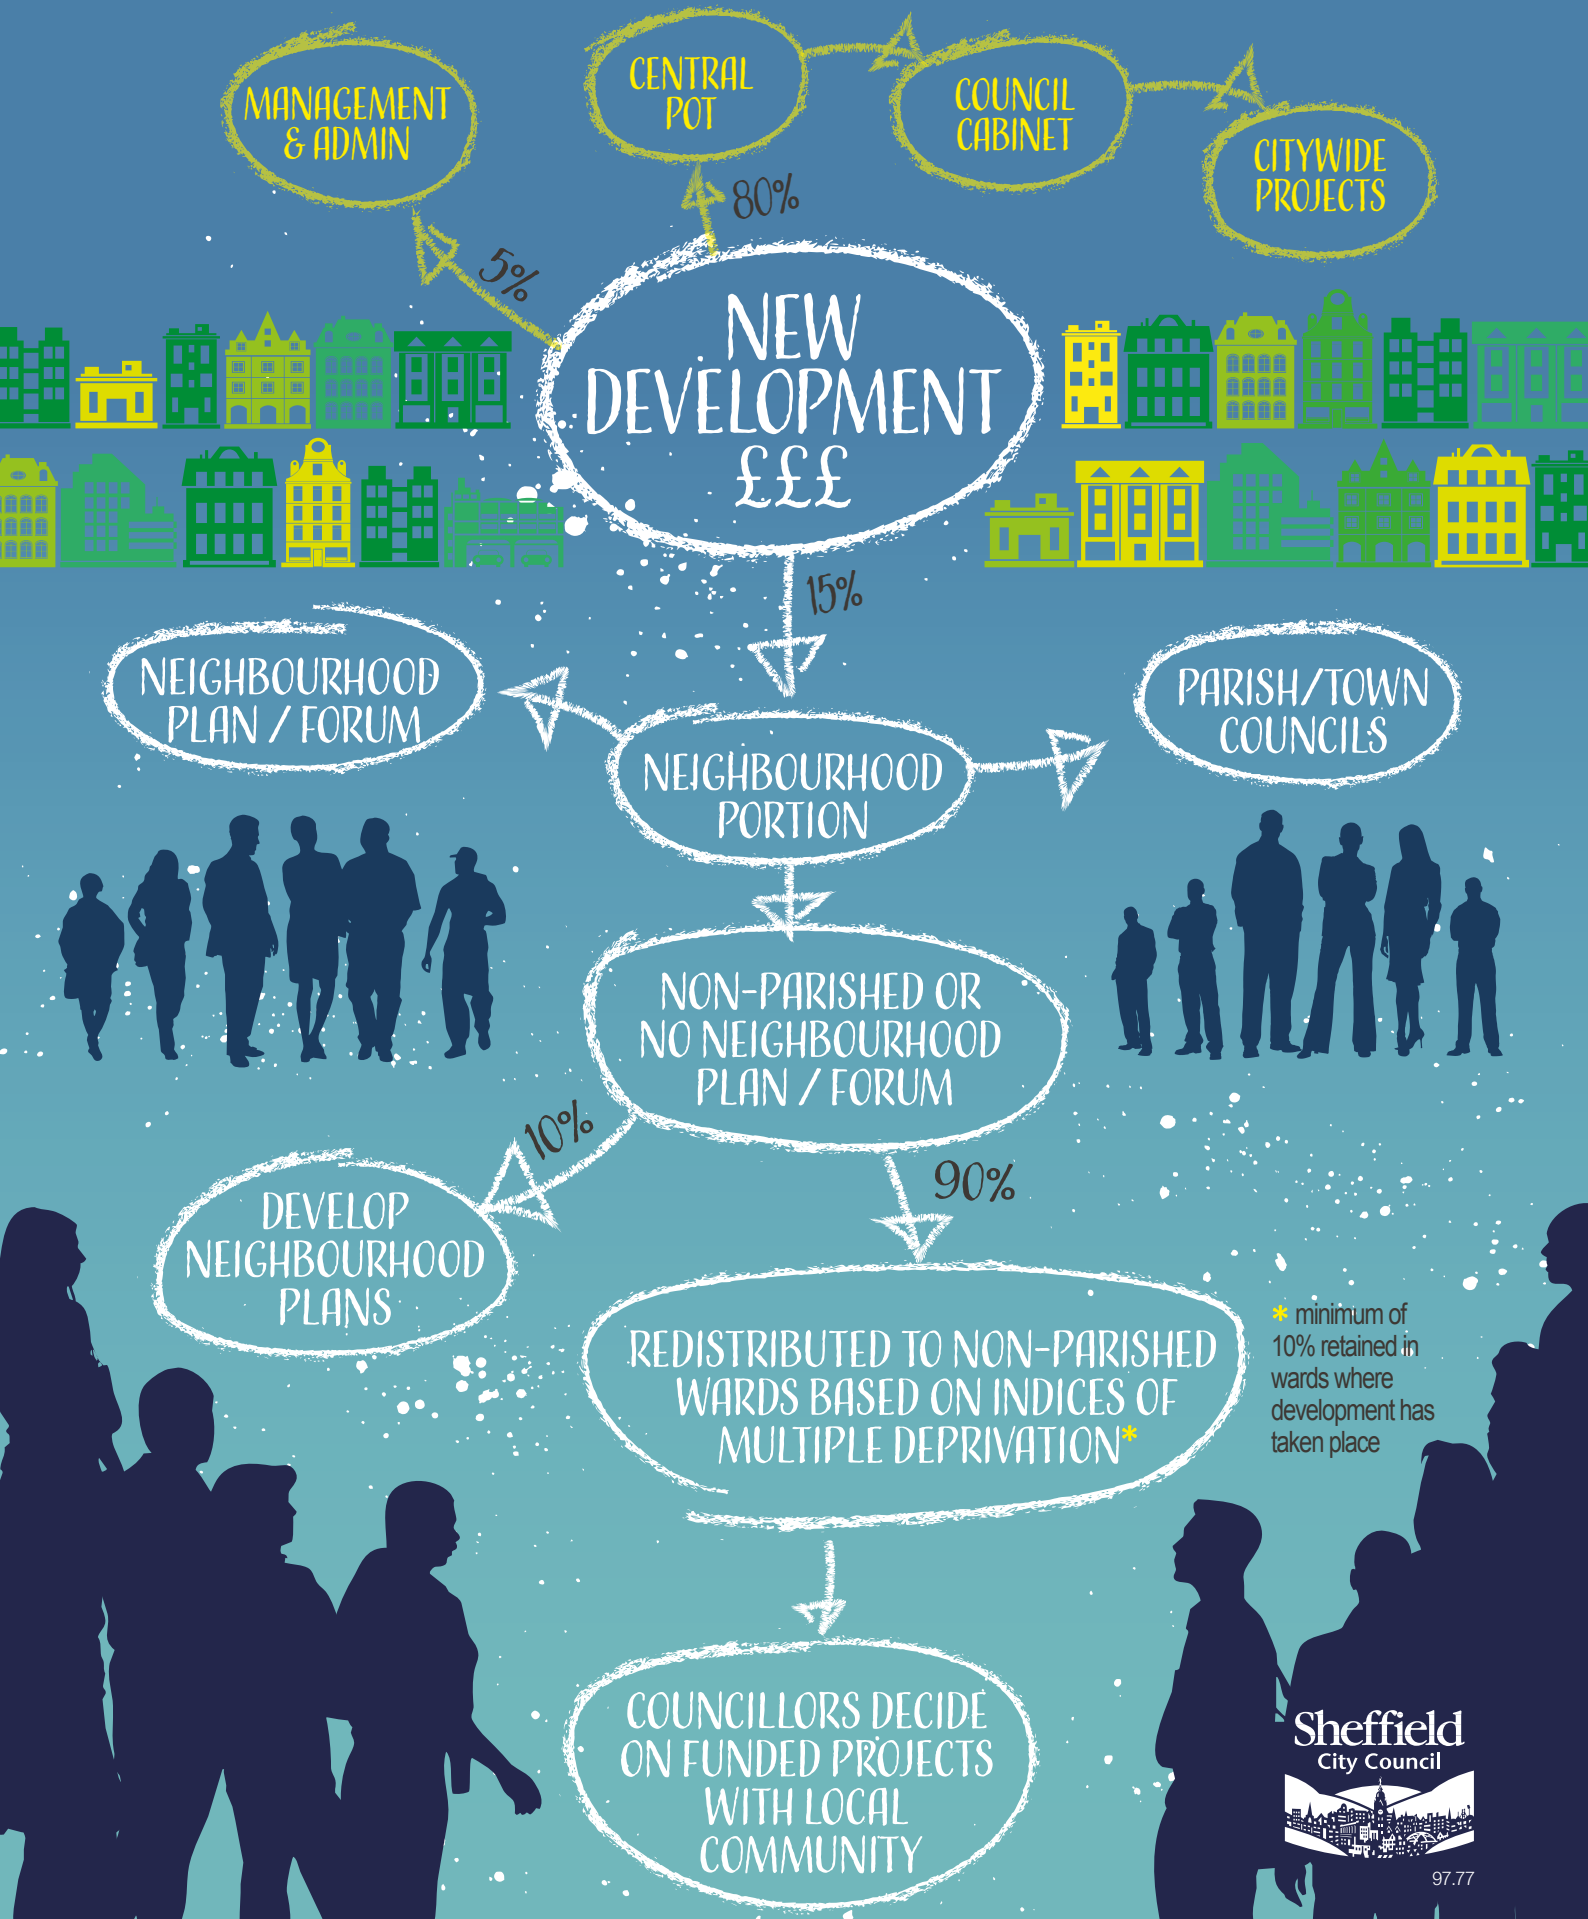 MANAGEMENT
& ADMIN
CENTRAL
POT
COUNCIL
CABINET
CITYWIDE
PROJECTS
5%
80%
NEW
DEVELOPMENT
£££
15%
NEIGHBOURHOOD
PLAN / FORUM
NEIGHBOURHOOD
PORTION
PARISH/TOWN
COUNCILS
NON-PARISHED OR
NO NEIGHBOURHOOD
PLAN / FORUM
10%
90%
DEVELOP
NEIGHBOURHOOD
PLANS
REDISTRIBUTED TO NON-PARISHED
WARDS BASED ON INDICES OF
MULTIPLE DEPRIVATION*
* minimum of
10% retained in
wards where
development has
taken place
COUNCILLORS DECIDE
ON FUNDED PROJECTS
WITH LOCAL
COMMUNITY
Sheffield
City Council
97.77